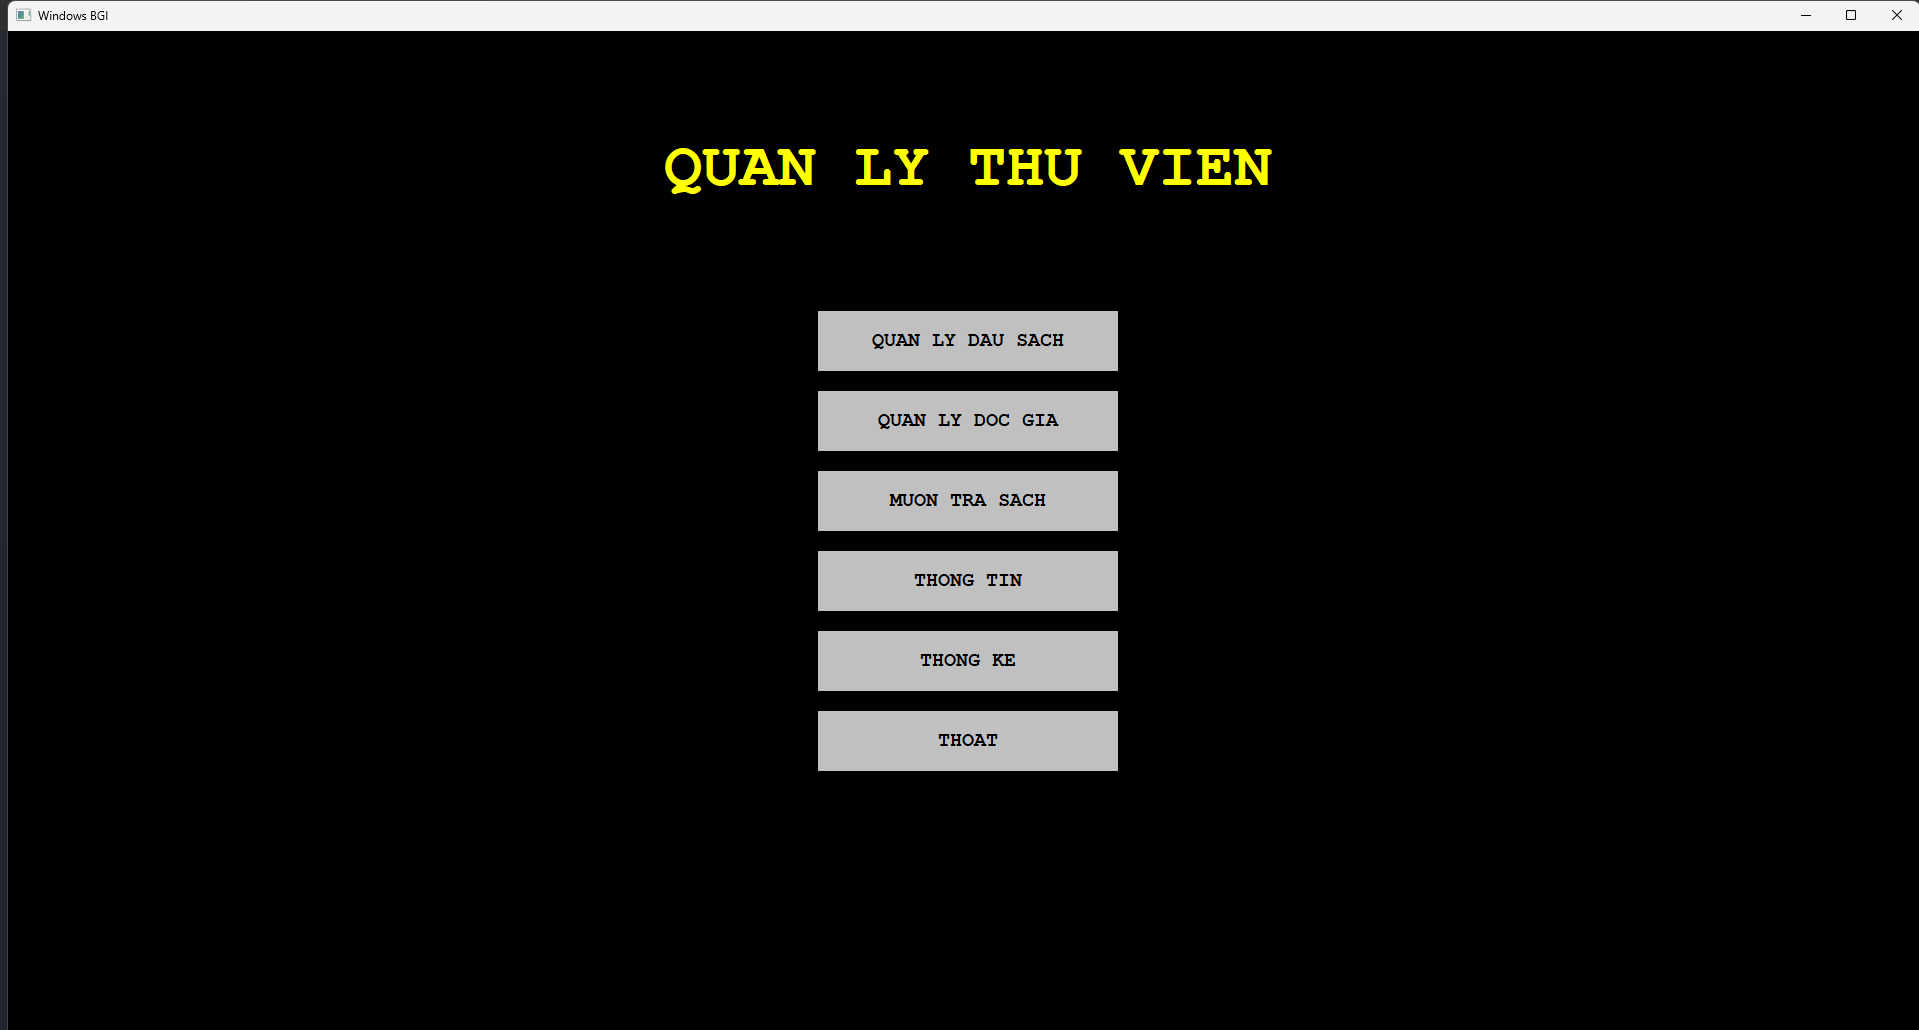 Windows BGI
QUAN LY THU VIEN
QUAN LY DAU SACH
QUAN LY DOC GIA
MUON TRA SACH
THONG TIN
THONG KE
THOAT